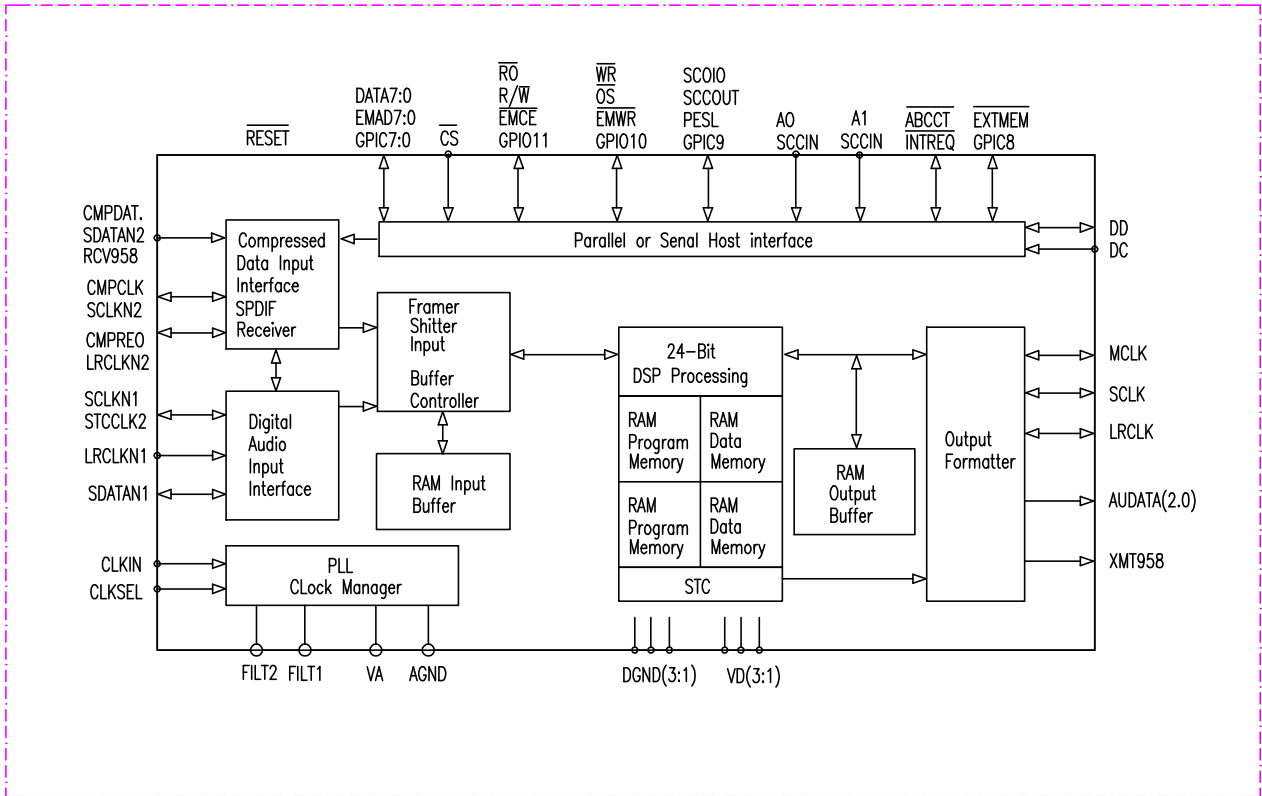 RO
R/W
EMCE
GPIO11
WR
OS
EMWR
GPIO10
SCOIO
SCCOUT
PESL
GPIC9
DATA7:0
EMAD7:0
GPIC7:0
RESET
CS
A0
SCCIN
A1
SCCIN
ABCCT
INTREQ
EXTMEM
GPIC8
CMPDAT.
SDATAN2
RCV958
CMPCLK
SCLKN2
CMPREO
LRCLKN2
SCLKN1
STCCLK2
LRCLKN1
SDATAN1
CLKIN
CLKSEL
Compressed
Data Input
Interface
SPDIF
Receiver
Parallel or Senal Host interface
DD
DC
Framer
Shitter
Input
Buffer
Controller
Digital
Audio
Input
Interface
RAM Input
Buffer
PLL
CLock Manager
24-Bit
DSP Processing
RAM
Program
Memory
RAM
Data
Memory
RAM
Program
Memory
RAM
Data
Memory
STC
RAM
Output
Buffer
Output
Formatter
MCLK
SCLK
LRCLK
AUDATA(2.0)
XMT958
FILT2
FILT1
VA
AGND
DGND(3:1)
VD(3:1)